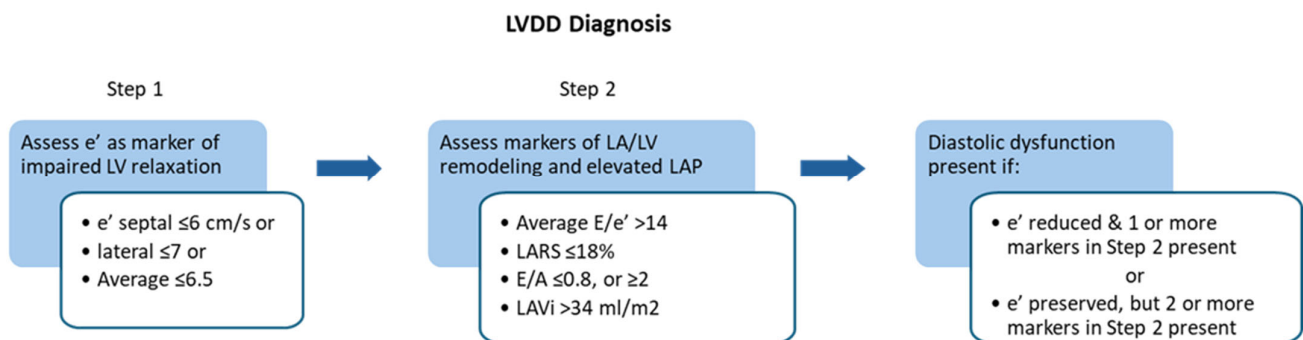 LVDD Diagnosis
Step 1
Assess e' as marker of
impaired LV relaxation
• e' septal ≤6 cm/s or
• lateral ≤7 or
• Average ≤6.5
Step 2
Assess markers of LA/LV
remodeling and elevated LAP
• Average E/e' >14
• LARS ≤18%
• E/A ≤0.8, or ≥2
• LAVi >34 ml/m2
Diastolic dysfunction
present if:
• e' reduced & 1 or more
markers in Step 2 present
or
• e' preserved, but 2 or more
markers in Step 2 present